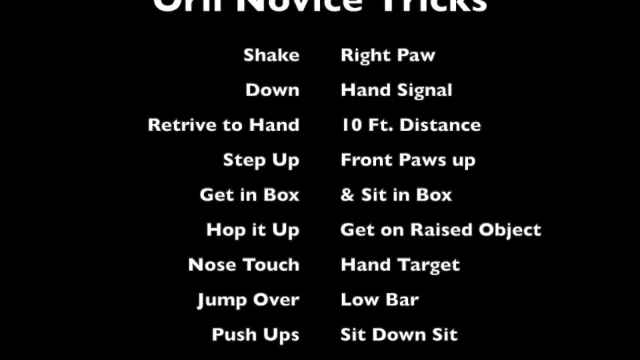 Novice Tricks
Shake Right Paw
Down Hand Signal
Retrive to Hand 10 Ft. Distance
Step Up Front Paws up
Get in Box & Sit in Box
Hop it Up Get on Raised Object
Nose Touch Hand Target
Jump Over Low Bar
Push Ups Sit Down Sit